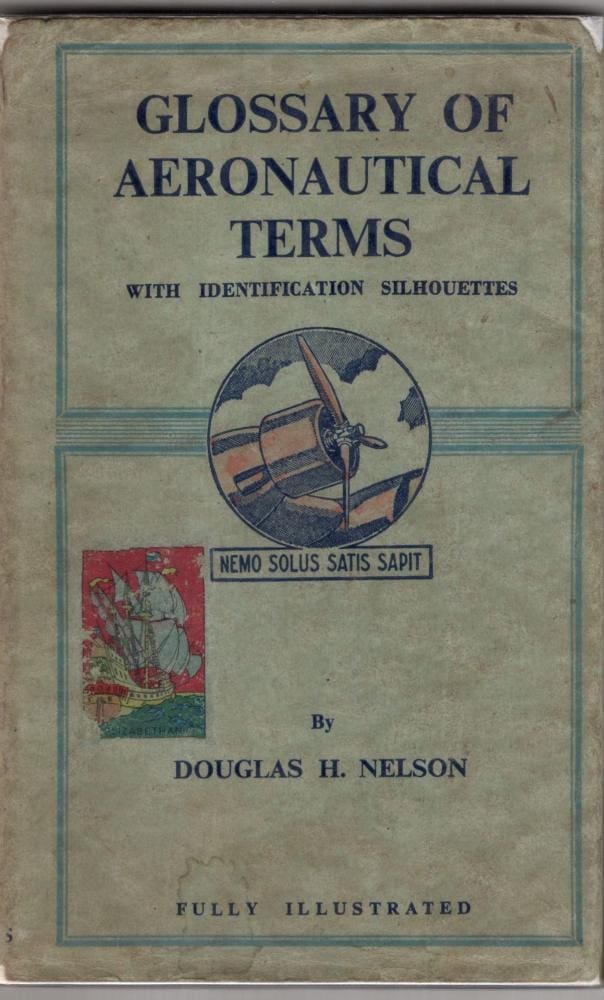 GLOSSARY OF
AERONAUTICAL
TERMS
WITH IDENTIFICATION SILHOUETTES
NEMO SOLUS SATIS SAPIT
By
DOUGLAS H. NELSON
FULLY ILLUSTRATED
S